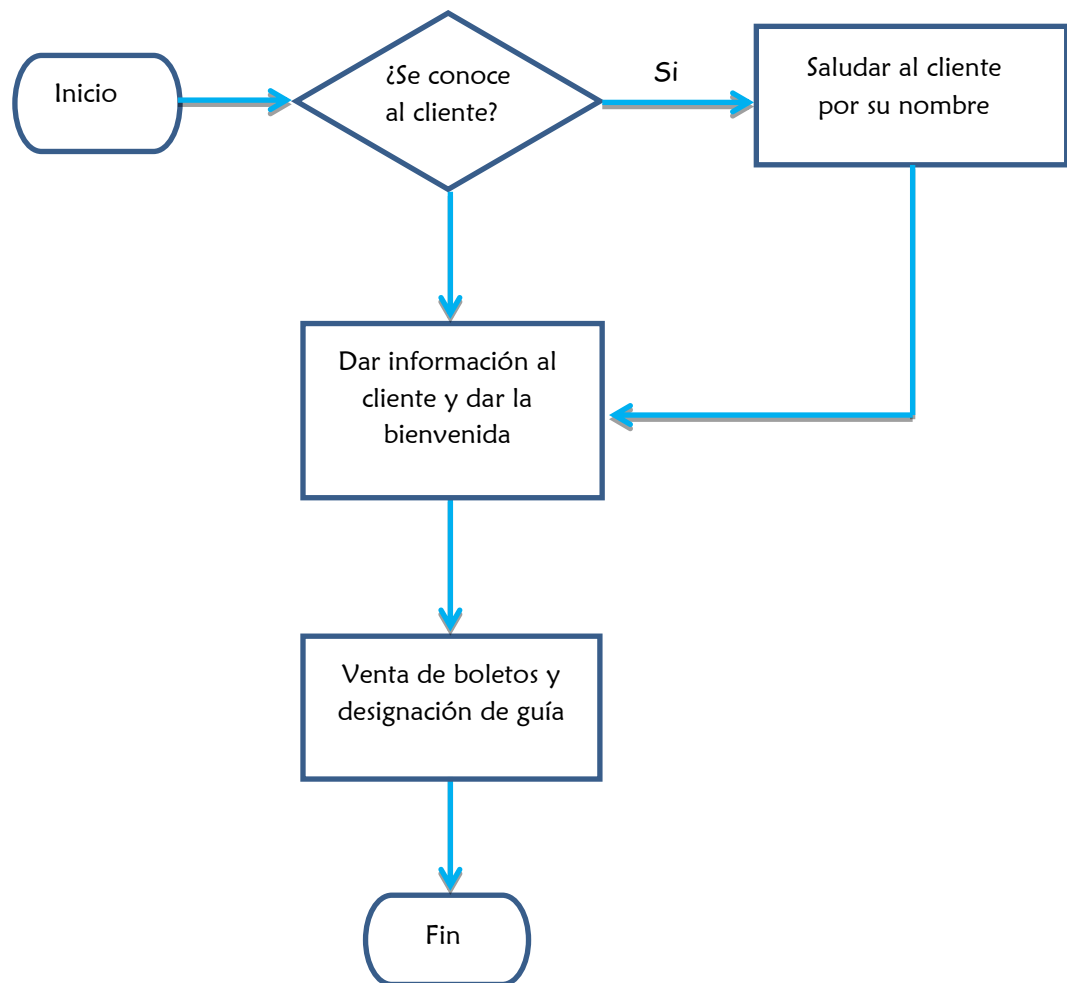 Inicio
¿Se conoce
al cliente?
Si
Saludar al cliente
por su nombre
Dar información al
cliente y dar la
bienvenida
Venta de boletos y
designación de guía
Fin